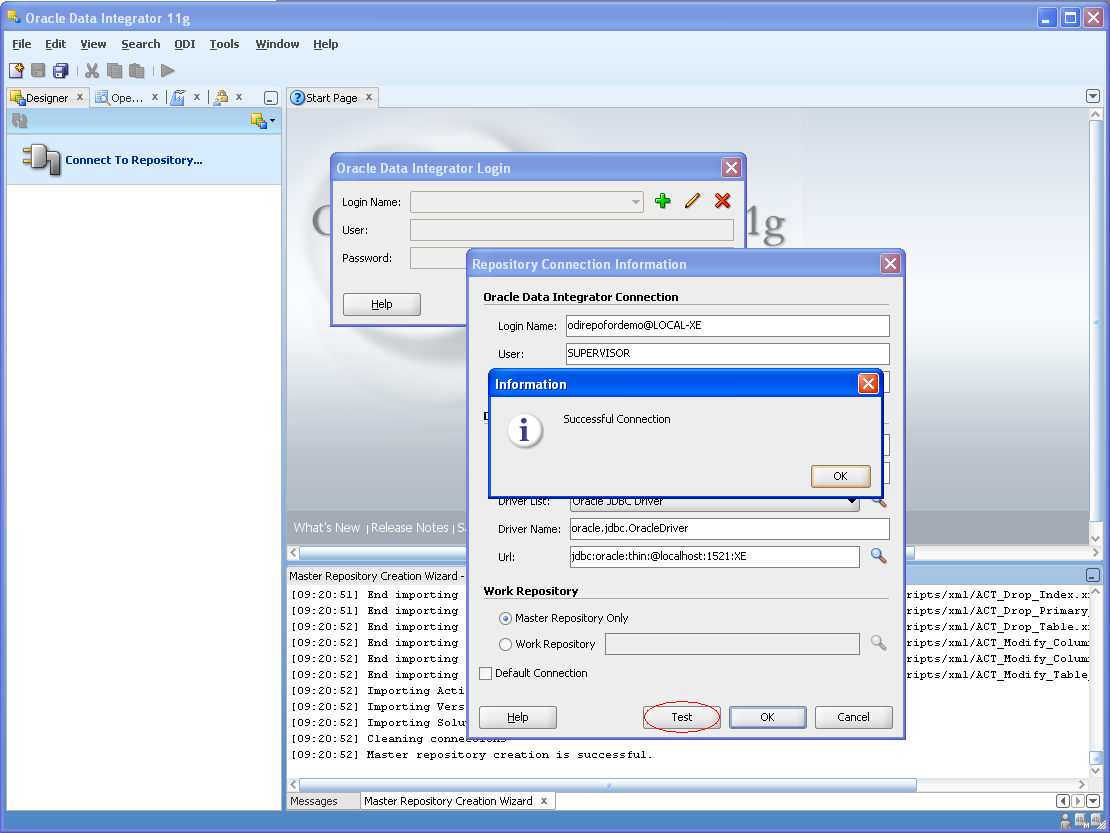 Oracle Data Integrator 11g
File Edit View Search ODI Tools Window Help
Designer x Ope... x x x
Start Page x
Connect To Repository...
Oracle Data Integrator Login
Login Name:
User:
Password:
Help
1g
Repository Connection Information
Oracle Data Integrator Connection
Login Name: odirepofordemo@LOCAL-XE
User: SUPERVISOR
Information
Successful Connection
OK
Driver List: Oracle JDBC Driver
Driver Name: oracle.jdbc.OracleDriver
Url: jdbc:oracle:thin:@localhost:1521:XE
Work Repository
Master Repository Only
Work Repository
Default Connection
Help Test OK Cancel
What's New | Release Notes |
Master Repository Creation Wizard -
[09:20:51] End importing ripts/xml/ACT_Drop_Index.x
[09:20:51] End importing ripts/xml/ACT_Drop_Primary_
[09:20:52] End importing ripts/xml/ACT_Drop_Table.x
[09:20:52] End importing ripts/xml/ACT_Modify_Colum
[09:20:52] End importing ripts/xml/ACT_Modify_Colum
[09:20:52] End importing ripts/xml/ACT_Modify_Table_
[09:20:52] Importing Acti
[09:20:52] Importing Vers
[09:20:52] Importing Solu
[09:20:52] Cleaning connections
[09:20:52] Master repository creation is successful.
Messages Master Repository Creation Wizard x